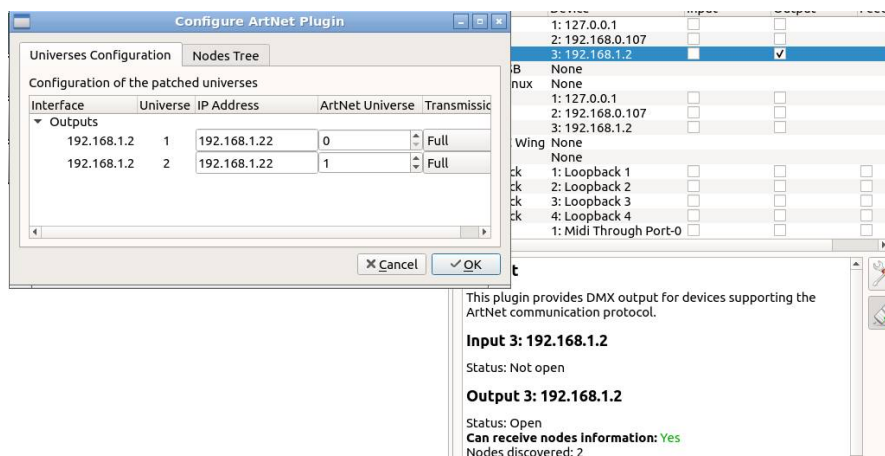 Configure ArtNet Plugin
Universes Configuration
Nodes Tree
Configuration of the patched universes
Interface Universe IP Address ArtNet Universe Transmissic
Outputs
192.168.1.2 1 192.168.1.22 0 Full
192.168.1.2 2 192.168.1.22 1 Full
Cancel
OK
1: 127.0.0.1
2: 192.168.0.107
3: 192.168.1.2
SB None
nux None
1: 127.0.0.1
2: 192.168.0.107
3: 192.168.1.2
Wing None
None
ck 1: Loopback 1
ck 2: Loopback 2
ck 3: Loopback 3
ck 4: Loopback 4
1: Midi Through Port-0
t
This plugin provides DMX output for devices supporting the
ArtNet communication protocol.
Input 3: 192.168.1.2
Status: Not open
Output 3: 192.168.1.2
Status: Open
Can receive nodes information: Yes
Nodes discovered: 2